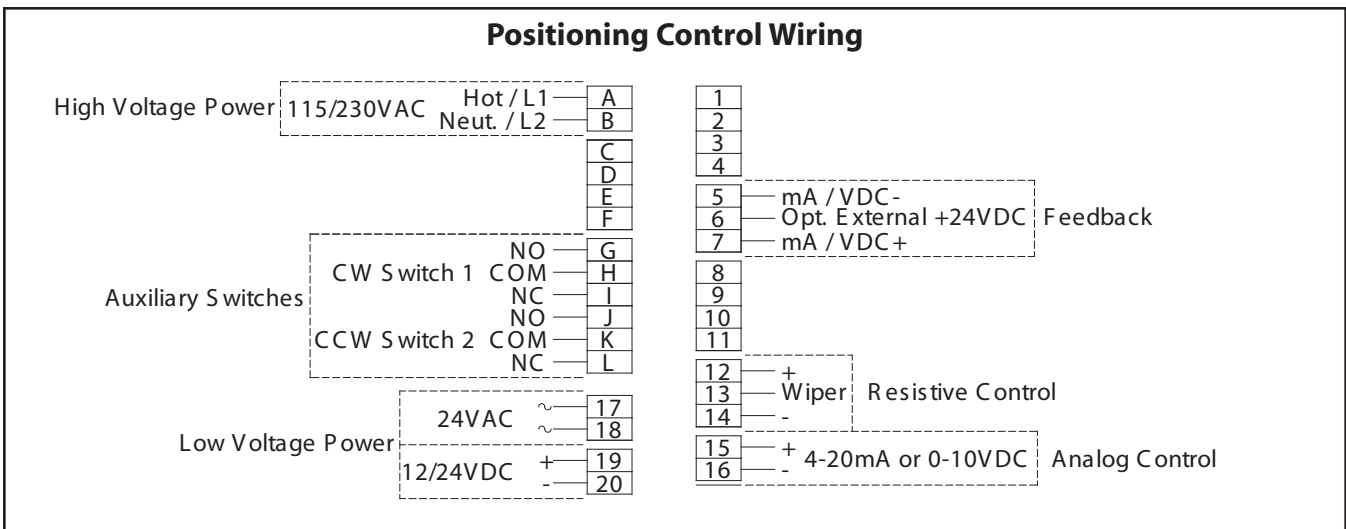 Positioning Control Wiring
High Voltage Power 115/230VAC Hot / L1 A
Neut. / L2 B
C
D
E
F
Auxiliary Switches
CW Switch 1 NO G
COM H
NC I
CCW Switch 2 NO J
COM K
NC L
Low Voltage Power
24VAC ~ 17
~ 18
12/24VDC + 19
- 20
1
2
3
4
5 mA / VDC-
6 Opt. External +24VDC Feedback
7 mA / VDC+
8
9
10
11
12 +
13 Wiper Resistive Control
14 -
15 + 4-20mA or 0-10VDC Analog Control
16 -